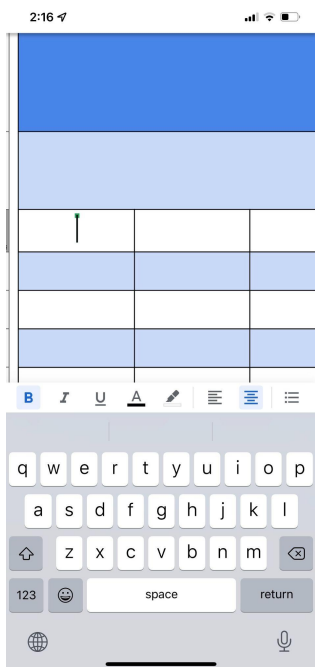 2:16
B I U A
q w e r t y u i o p
a s d f g h j k l
z x c v b n m
123 space return